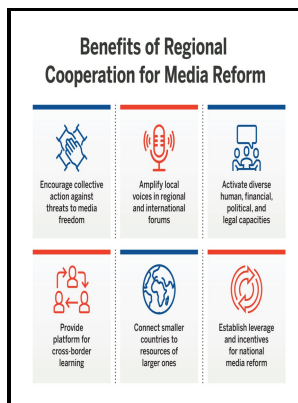 Benefits of Regional
Cooperation for Media Reform
Encourage collective
action against
threats to media
freedom
Amplify local
voices in regional
and international
forums
Activate diverse
human, financial,
political, and
legal capacities
Provide
platform for
cross-border
learning
Connect smaller
countries to
resources of
larger ones
Establish leverage
and incentives
for national
media reform